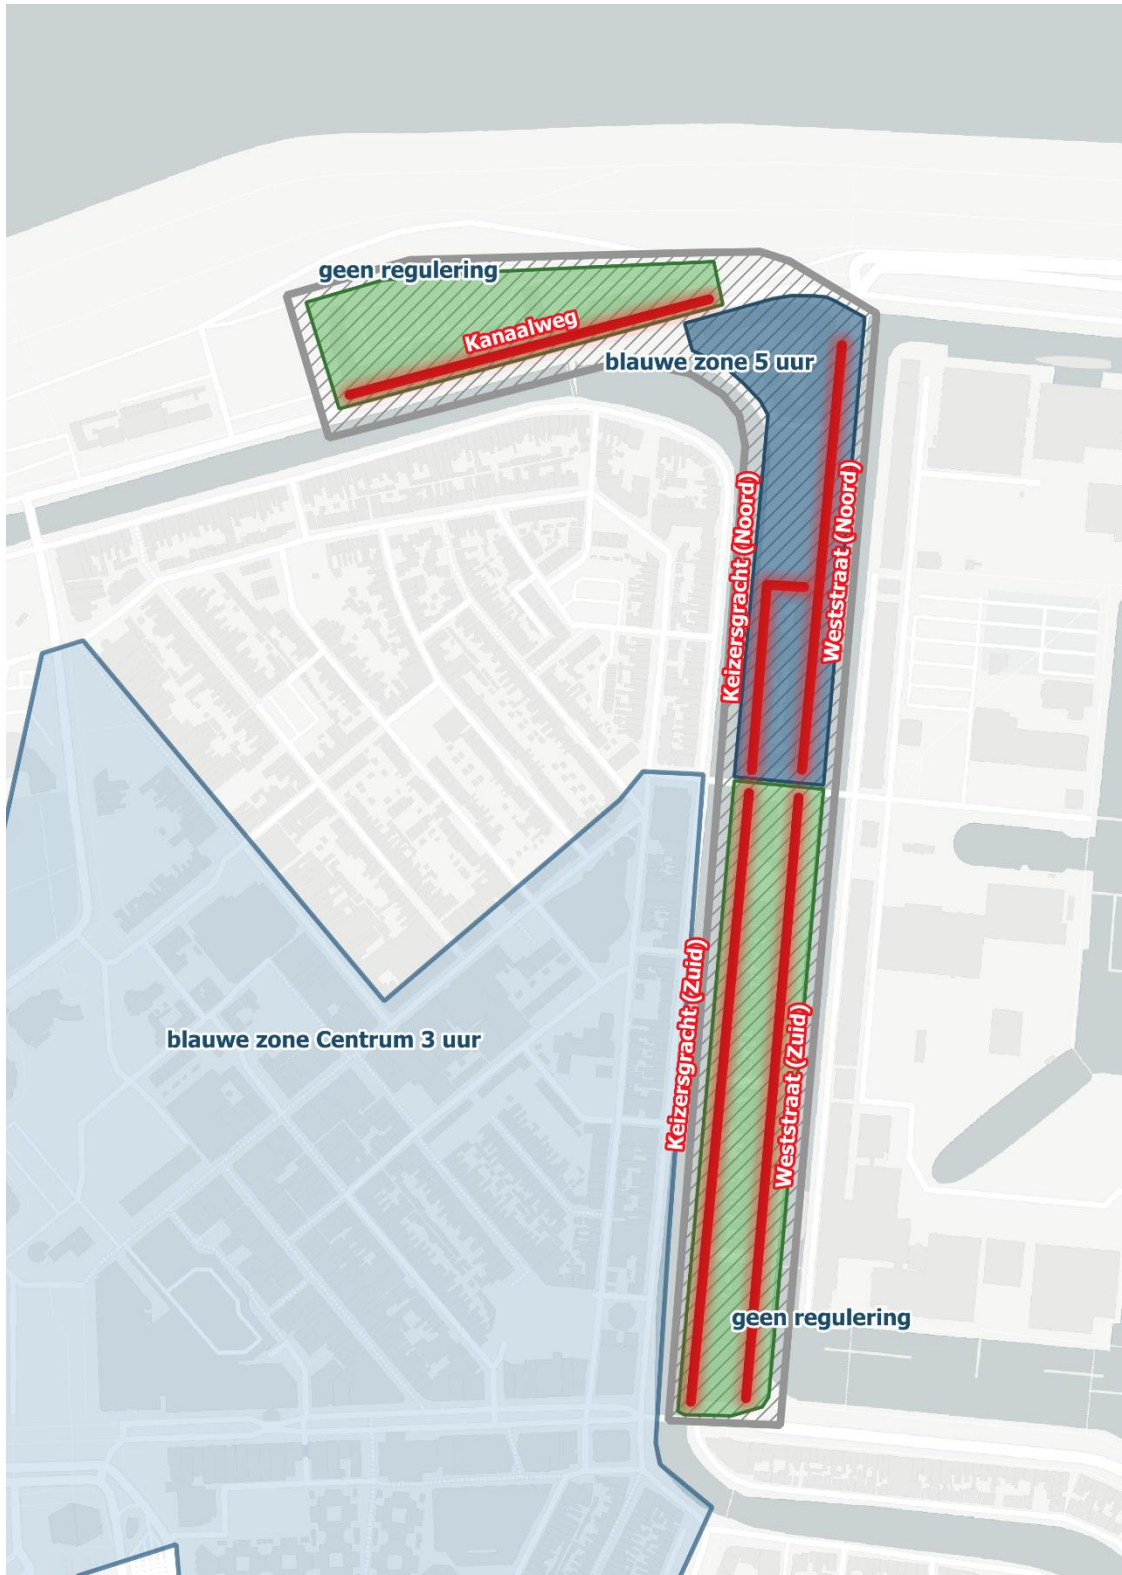 geen regulering
Kanaalweg
blauwe zone 5 uur
Keizersgracht (Noord)
Weststraat (Noord)
Keizersgracht (Zuid)
Weststraat (Zuid)
blauwe zone Centrum 3 uur
geen regulering